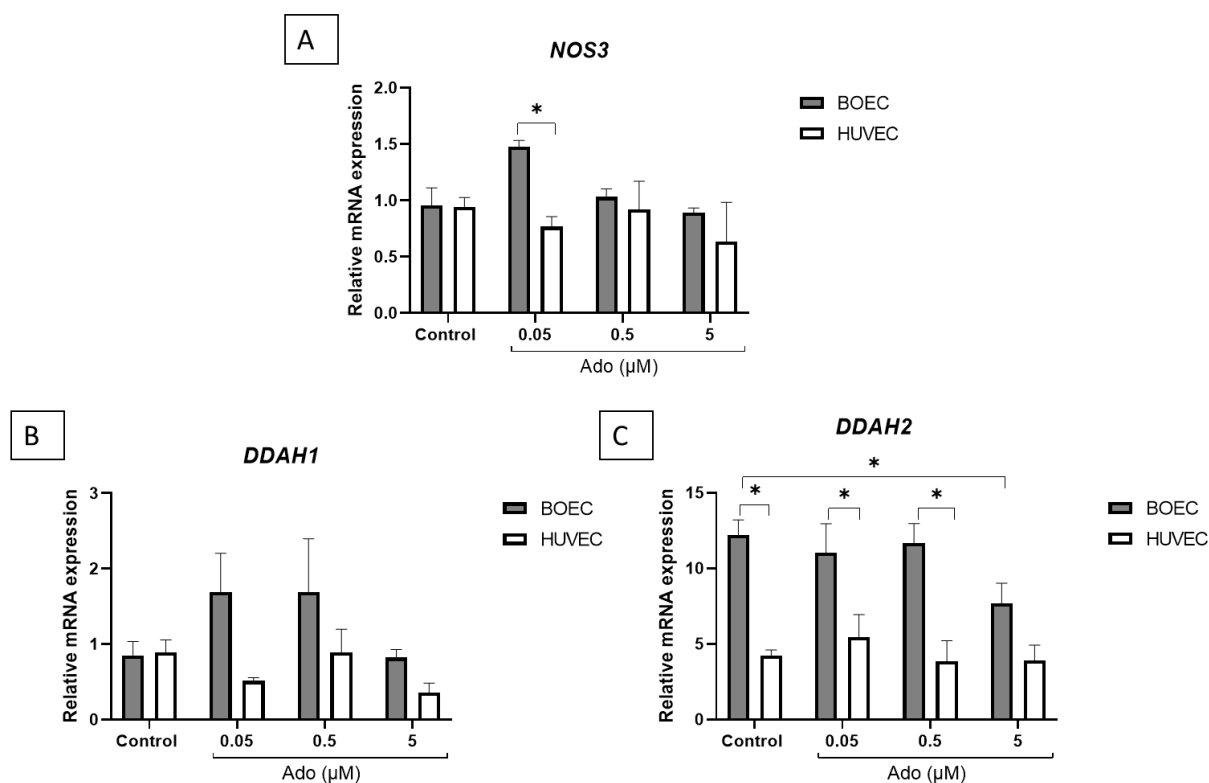 A
NOS3
Relative mRNA expression
2.0
1.5
1.0
0.5
0.0
*
BOEC
HUVEC
Control
0.05
0.5
5
Ado (µM)
B
DDAH1
Relative mRNA expression
3
2
1
0
BOEC
HUVEC
Control
0.05
0.5
5
Ado (µM)
C
DDAH2
Relative mRNA expression
15
10
5
0
*
*
*
*
BOEC
HUVEC
Control
0.05
0.5
5
Ado (µM)